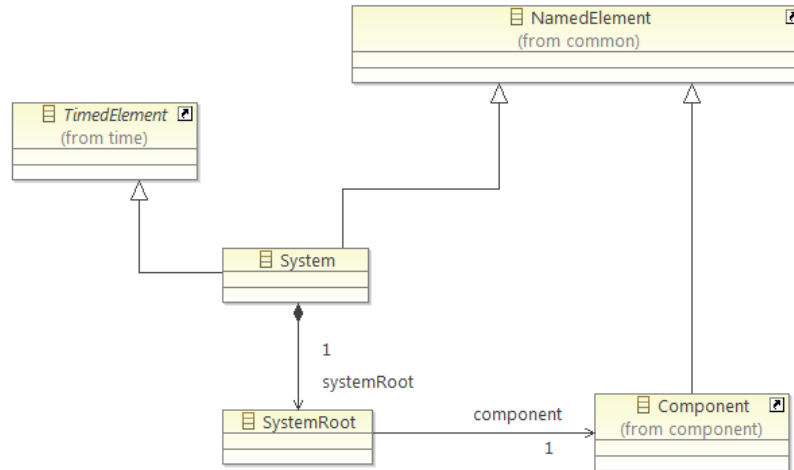 NamedElement
(from common)
TimedElement
(from time)
System
1
systemRoot
SystemRoot
component
1
Component
(from component)